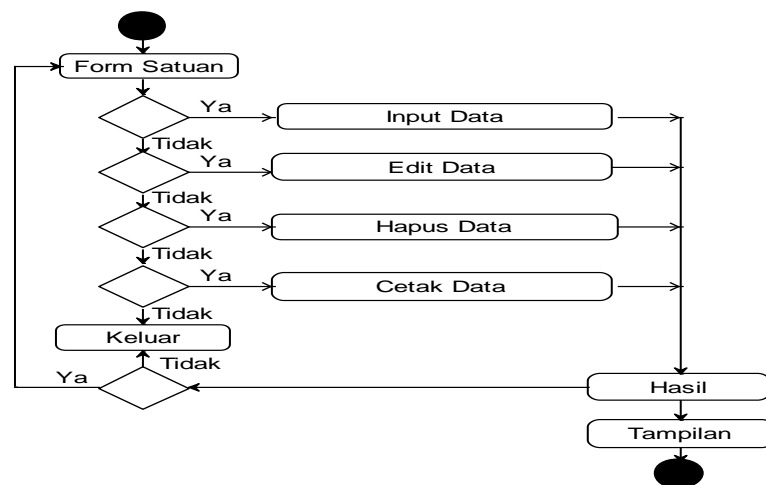 Form Satuan
Ya
Input Data
Tidak
Ya
Edit Data
Tidak
Ya
Hapus Data
Tidak
Ya
Cetak Data
Tidak
Keluar
Tidak
Ya
Hasil
Tampilan